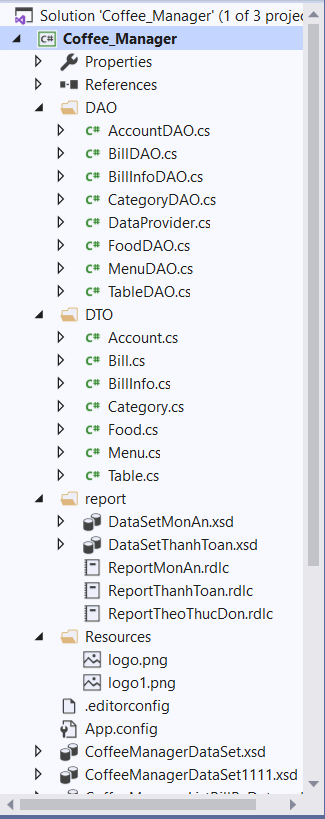 Solution 'Coffee_Manager' (1 of 3 projec
C# Coffee_Manager
Properties
References
DAO
C# AccountDAO.cs
C# BillDAO.cs
C# BillInfoDAO.cs
C# CategoryDAO.cs
C# DataProvider.cs
C# FoodDAO.cs
C# MenuDAO.cs
C# TableDAO.cs
DTO
C# Account.cs
C# Bill.cs
C# BillInfo.cs
C# Category.cs
C# Food.cs
C# Menu.cs
C# Table.cs
report
DataSetMonAn.xsd
DataSetThanhToan.xsd
ReportMonAn.rdlc
ReportThanhToan.rdlc
ReportTheoThucDon.rdlc
Resources
logo.png
logo1.png
.editorconfig
App.config
CoffeeManagerDataSet.xsd
CoffeeManagerDataSet1111.xsd